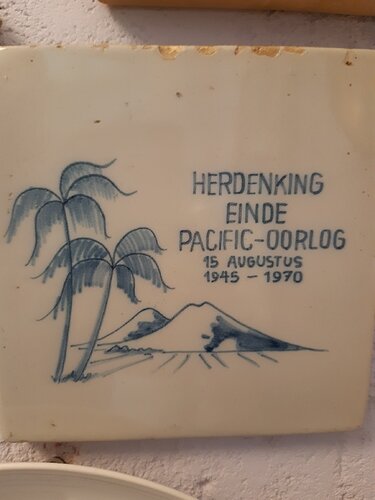 HERDENKING
EINDE
PACIFIC-OORLOG
15 AUGUSTUS
1945 - 1970